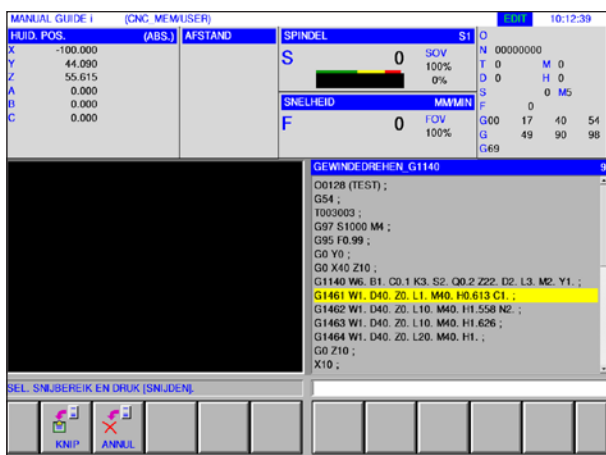 MANUAL GUIDE i (CNC_MEM/USER) EDIT 10:12:39
HUID. POS. (ABS.) AFSTAND
X -100.000
Y 44.090
Z 55.615
A 0.000
B 0.000
C 0.000
SPINDEL S1
S 0 SOV
100%
0%
SNELHEID MM/MIN
F 0 FOV
100%
O
N 00000000
T 0 M 0
D 0 H 0
S 0 M5
F 0
G00 17 40 54
G 49 90 98
G69
GEWINDEDREHEN_G1140 9
O0128 (TEST) ;
G54 ;
T003003 ;
G97 S1000 M4 ;
G95 F0.99 ;
G0 Y0 ;
G0 X40 Z10 ;
G1140 W6. B1. C0.1 K3. S2. Q0.2 Z22. D2. L3. M2. Y1. ;
G1461 W1. D40. Z0. L1. M40. H0.613 C1. ;
G1462 W1. D40. Z0. L10. M40. H1.558 N2. ;
G1463 W1. D40. Z0. L10. M40. H1.626 ;
G1464 W1. D40. Z0. L20. M40. H1. ;
G0 Z10 ;
X10 ;
SEL. SNIJBEREIK EN DRUK [SNIJDEN].
KNIP ANNUL